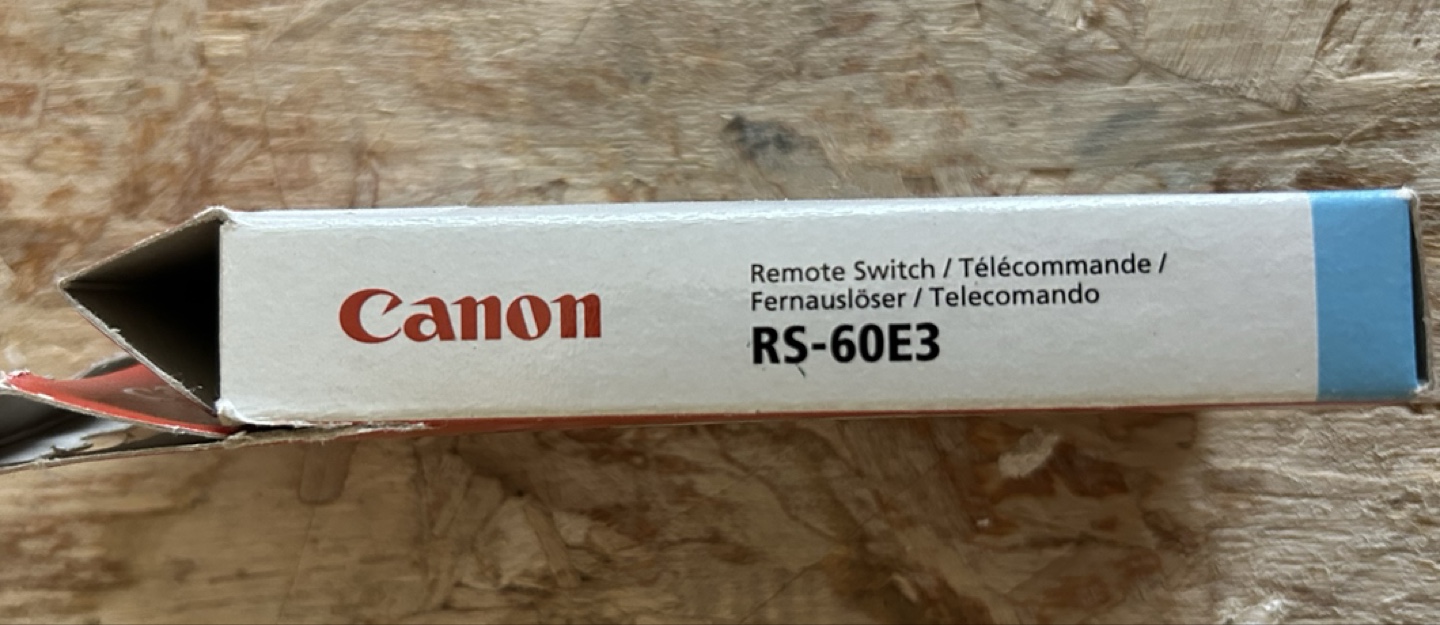 Canon
Remote Switch / Télécommande /
Fernauslöser / Telecomando
RS-60E3